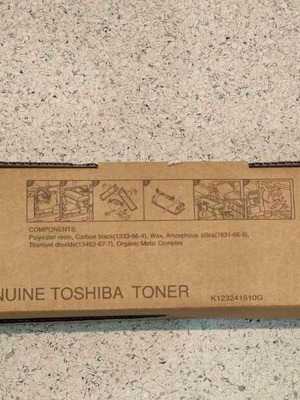 COMPONENTS:
Polyester resin, Carbon black(1333-86-4), Wax, Amorphous silica(7631-86-9),
Titanium dioxide(13463-67-7), Organic Metal Complex
NUINE TOSHIBA TONER
K123241510G